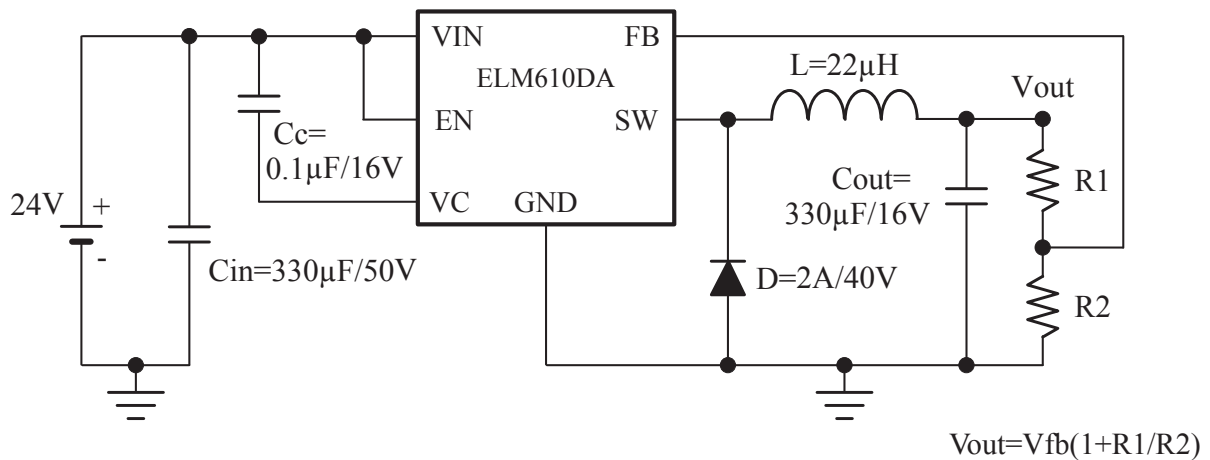 VIN
FB
ELM610DA
L=22µH
Vout
EN
SW
Cc=
0.1µF/16V
Cout=
330µF/16V
R1
24V
+
-
VC
GND
Cin=330µF/50V
D=2A/40V
R2
Vout=Vfb(1+R1/R2)